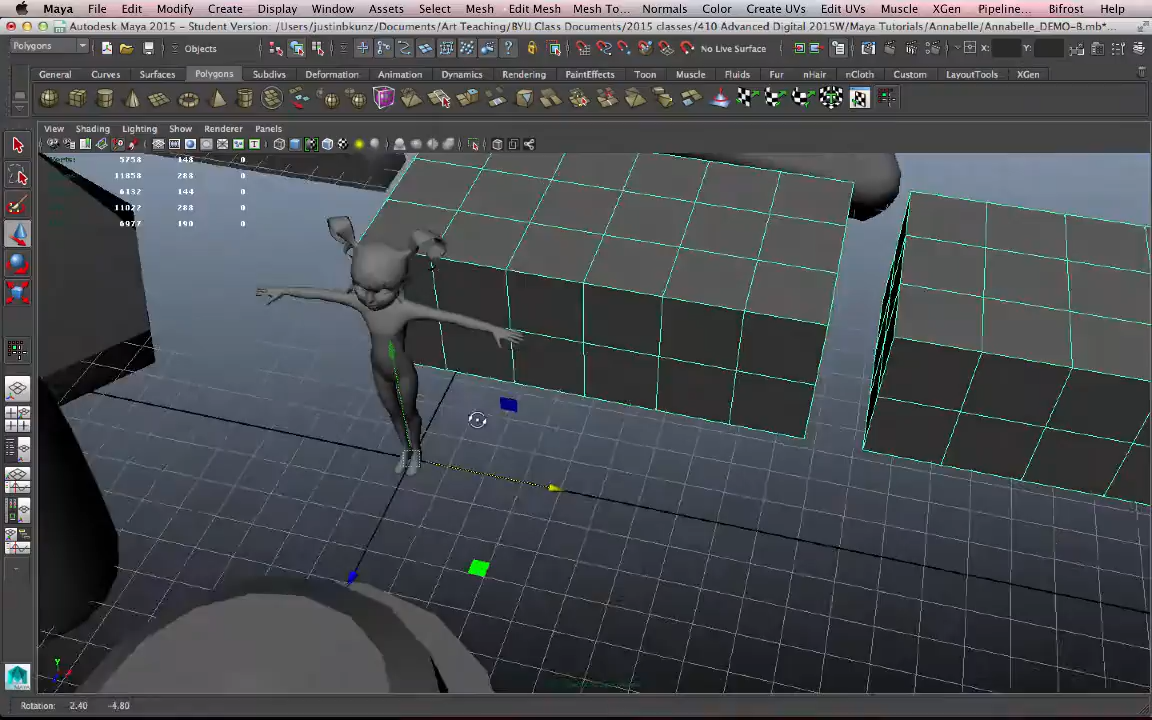 Maya File Edit Modify Create Display Window Assets Select Mesh Edit Mesh Mesh To... Normals Color Create UVs Edit UVs Muscle XGen Pipeline... Bifrost Help
Autodesk Maya 2015 - Student Version: /Users/justinbkunz/Documents/Art Teaching/BYU Class Documents/2015 classes/410 Advanced Digital 2015W/Maya Tutorials/Annabelle/Annabelle_DEMO-8.mb*...
Polygons Objects No Live Surface X: Y:
General Curves Surfaces Polygons Subdivs Deformation Animation Dynamics Rendering PaintEffects Toon Muscle Fluids Fur nHair nCloth Custom LayoutTools XGen
View Shading Lighting Show Renderer Panels
5758 148 0
11858 288 0
6132 144 0
11022 288 0
6977 190 0
Rotation: 2.40 -4.80